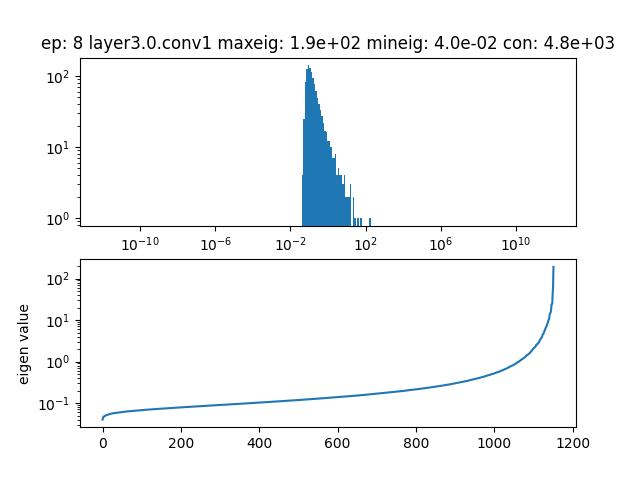 ep: 8 layer3.0.conv1 maxeig: 1.9e+02 mineig: 4.0e-02 con: 4.8e+03
10²
10¹
10⁰
10⁻¹⁰ 10⁻⁶ 10⁻² 10² 10⁶ 10¹⁰
eigen value
10²
10¹
10⁰
10⁻¹
0 200 400 600 800 1000 1200